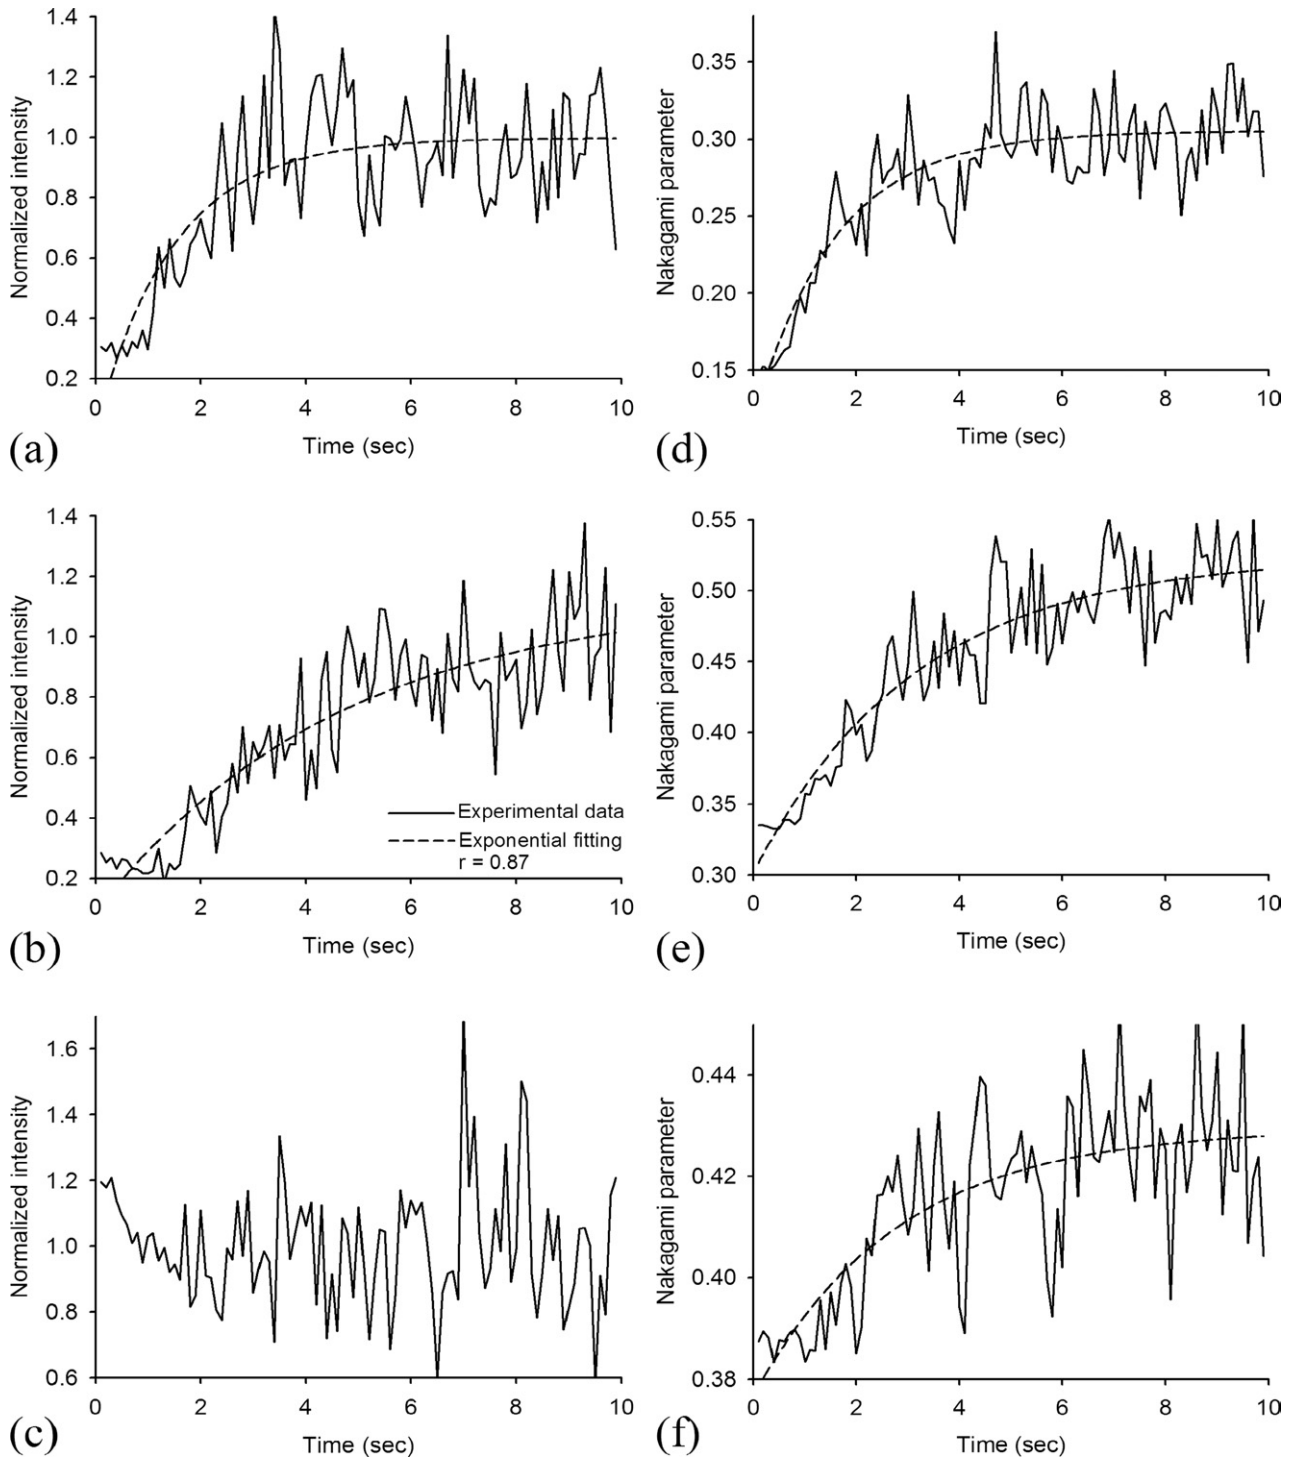 1.4
1.2
1.0
0.8
0.6
0.4
0.2
Normalized intensity
0 2 4 6 8 10
Time (sec)
(a)
0.35
0.30
0.25
0.20
0.15
Nakagami parameter
0 2 4 6 8 10
Time (sec)
(d)
1.4
1.2
1.0
0.8
0.6
0.4
0.2
Normalized intensity
Experimental data
Exponential fitting
r = 0.87
0 2 4 6 8 10
Time (sec)
(b)
0.55
0.50
0.45
0.40
0.35
0.30
Nakagami parameter
0 2 4 6 8 10
Time (sec)
(e)
1.6
1.4
1.2
1.0
0.8
0.6
Normalized intensity
0 2 4 6 8 10
Time (sec)
(c)
0.44
0.42
0.40
0.38
Nakagami parameter
0 2 4 6 8 10
Time (sec)
(f)